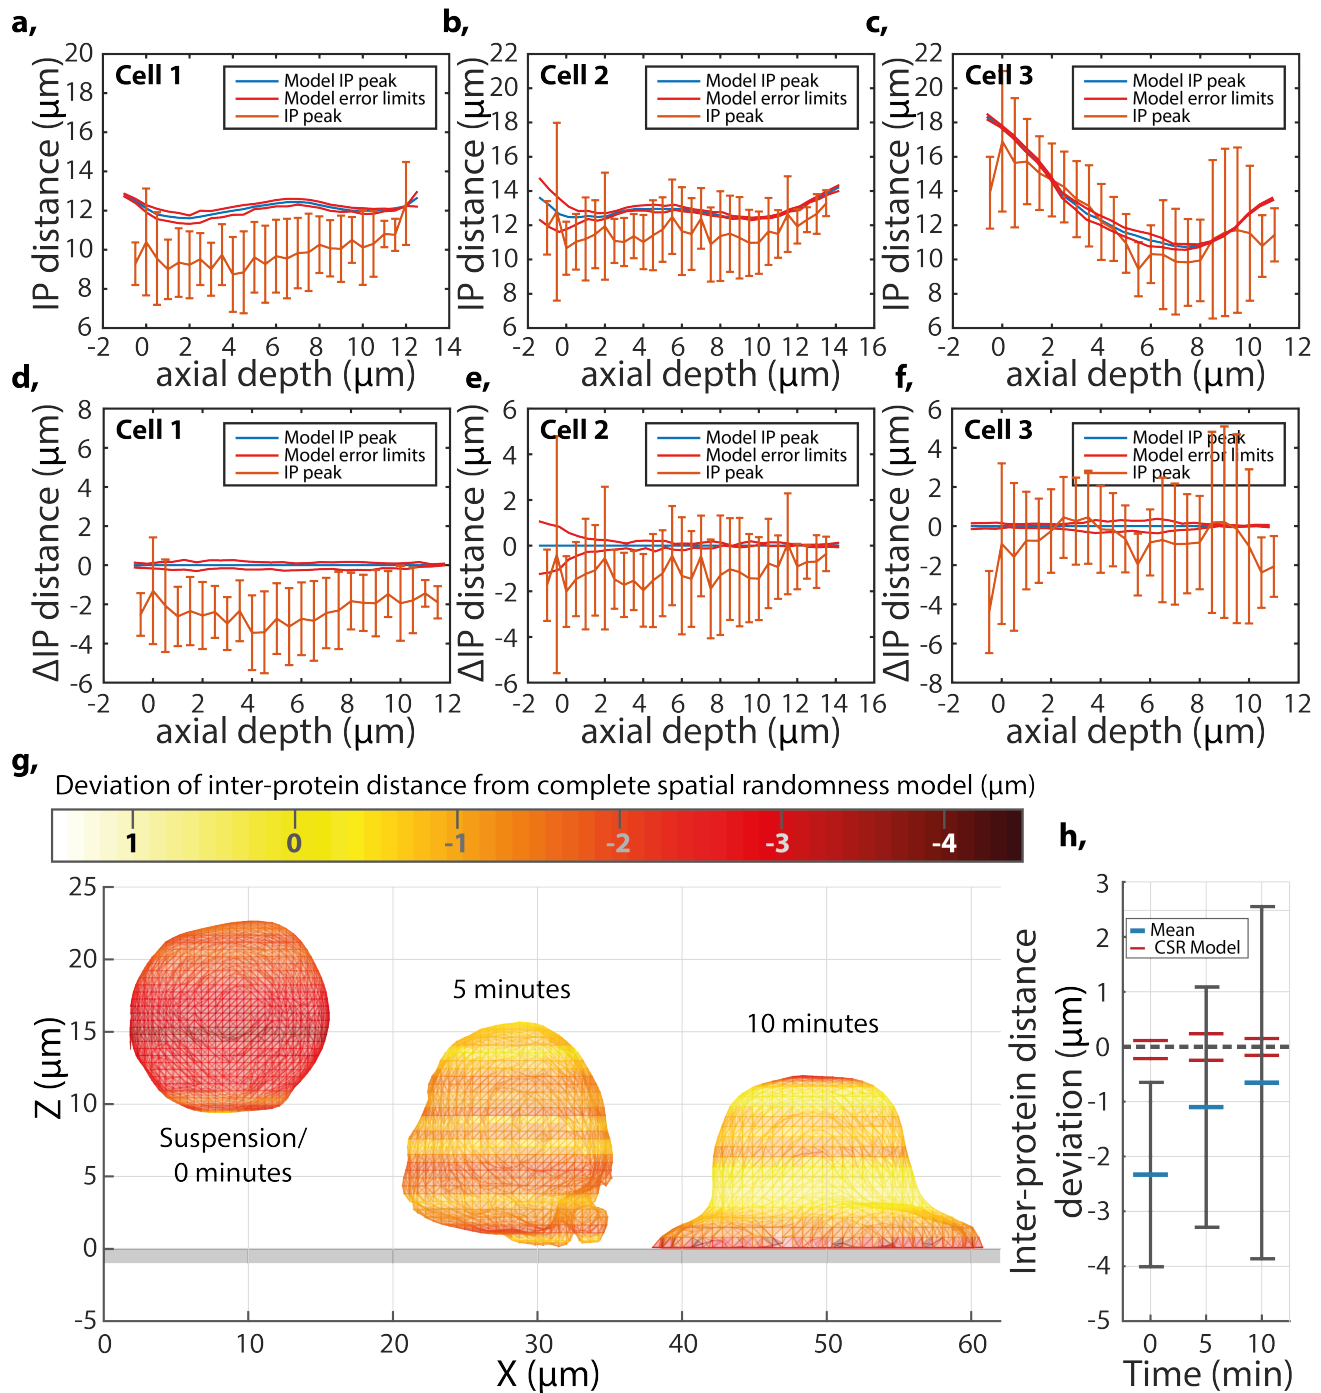 a,
b,
c,
IP distance (μm)
20
18
16
14
12
10
8
6
Cell 1
Model IP peak
Model error limits
IP peak
-2 0 2 4 6 8 10 12 14
axial depth (μm)
IP distance (μm)
22
20
18
16
14
12
10
8
6
Cell 2
Model IP peak
Model error limits
IP peak
-2 0 2 4 6 8 10 12 14 16
axial depth (μm)
IP distance (μm)
22
20
18
16
14
12
10
8
6
Cell 3
Model IP peak
Model error limits
IP peak
-2 0 2 4 6 8 10 12
axial depth (μm)
d,
e,
f,
ΔIP distance (μm)
8
6
4
2
0
-2
-4
-6
Cell 1
Model IP peak
Model error limits
IP peak
-2 0 2 4 6 8 10 12
axial depth (μm)
ΔIP distance (μm)
6
4
2
0
-2
-4
-6
Cell 2
Model IP peak
Model error limits
IP peak
-2 0 2 4 6 8 10 12 14 16
axial depth (μm)
ΔIP distance (μm)
6
4
2
0
-2
-4
-6
-8
Cell 3
Model IP peak
Model error limits
IP peak
-2 0 2 4 6 8 10 12
axial depth (μm)
g,
Deviation of inter-protein distance from complete spatial randomness model (μm)
1 0 -1 -2 -3 -4
Z (μm)
25
20
15
10
5
0
-5
Suspension/
0 minutes
5 minutes
10 minutes
0 10 20 30 40 50 60
X (μm)
h,
Inter-protein distance
deviation (μm)
3
2
1
0
-1
-2
-3
-4
-5
Mean
CSR Model
0 5 10
Time (min)